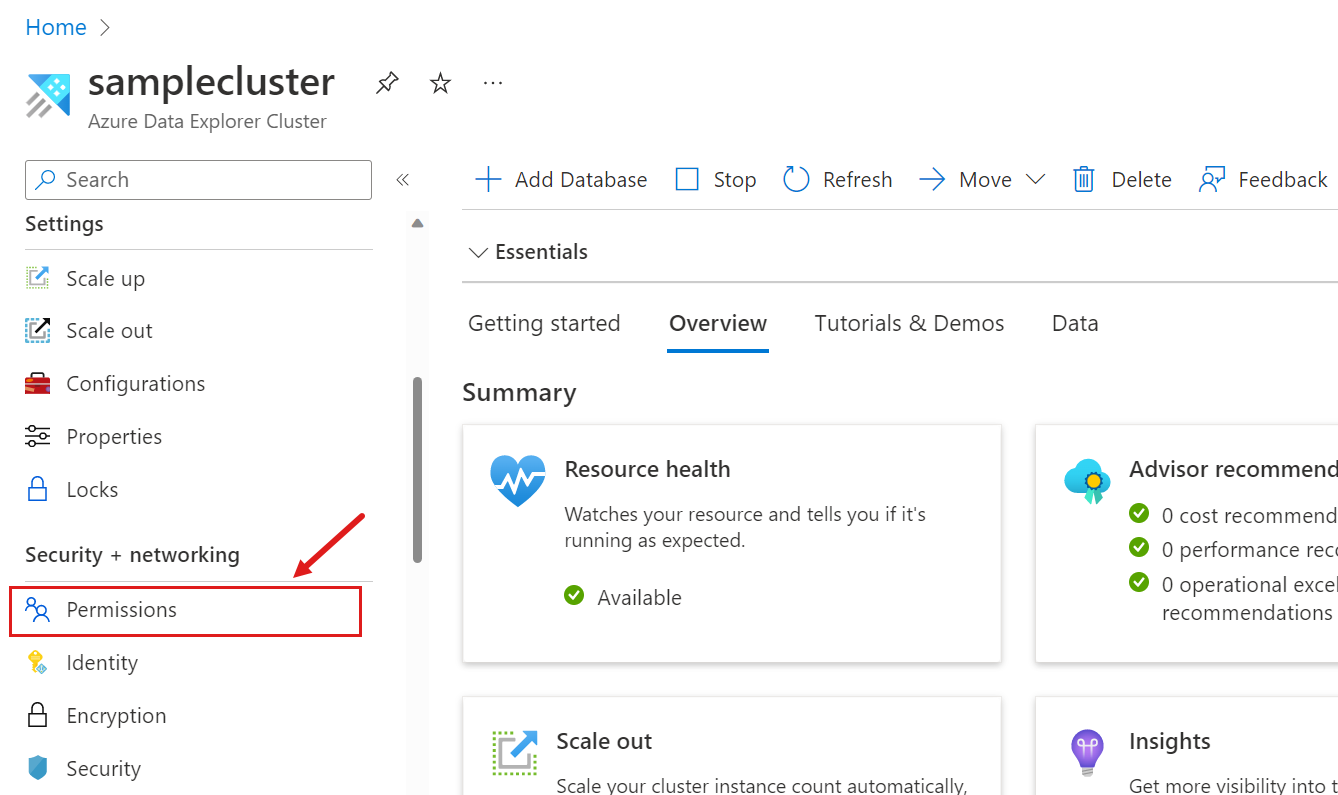 Home
samplecluster
Azure Data Explorer Cluster
Search
Add Database Stop Refresh Move Delete Feedback
Settings
Scale up
Scale out
Configurations
Properties
Locks
Security + networking
Permissions
Identity
Encryption
Security
Essentials
Getting started Overview Tutorials & Demos Data
Summary
Resource health
Watches your resource and tells you if it's
running as expected.
Available
Advisor recommend
0 cost recommend
0 performance reco
0 operational excel
recommendations
Scale out
Scale your cluster instance count automatically,
Insights
Get more visibility into t